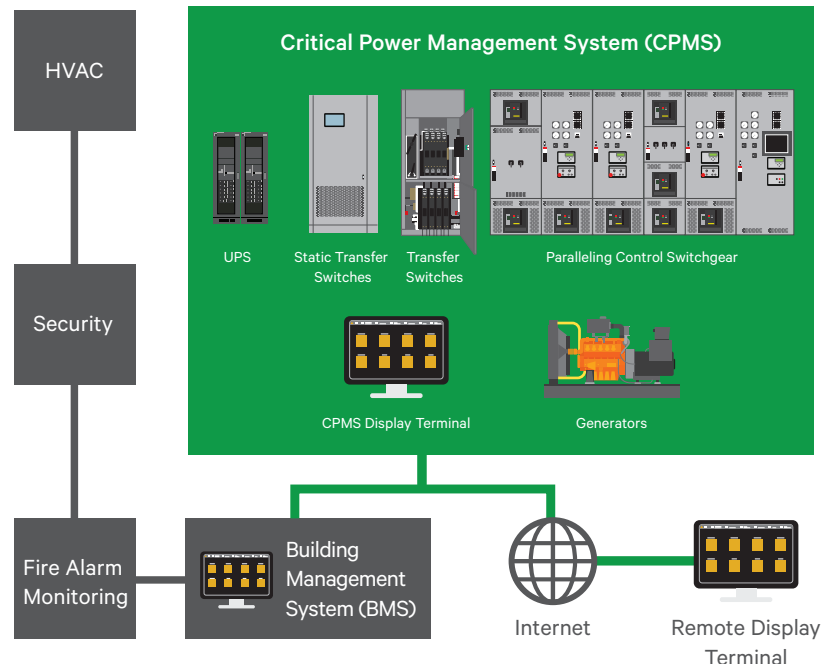 HVAC
Security
Fire Alarm
Monitoring
Critical Power Management System (CPMS)
UPS
Static Transfer
Switches
Transfer
Switches
Paralleling Control Switchgear
CPMS Display Terminal
Generators
Building
Management
System (BMS)
Internet
Remote Display
Terminal